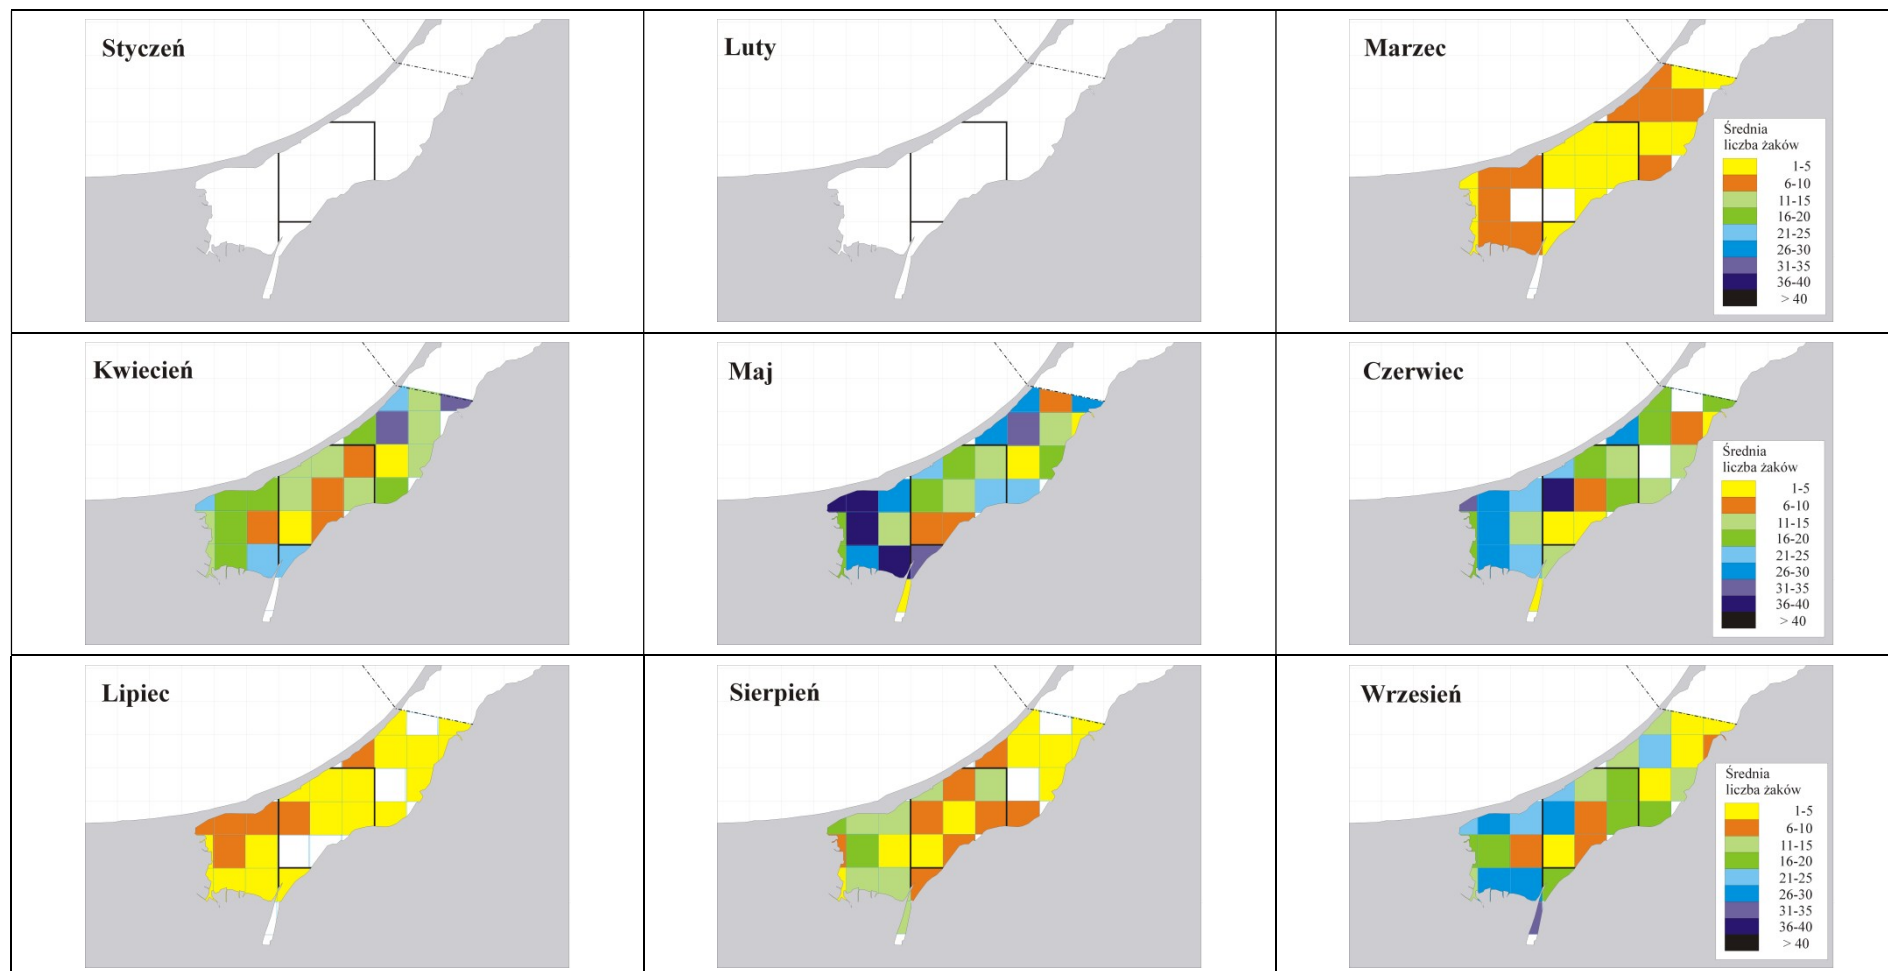 Styczeń
Luty
Marzec
Średnia
liczba żaków
1-5
6-10
11-15
16-20
21-25
26-30
31-35
36-40
> 40
Kwiecień
Maj
Czerwiec
Średnia
liczba żaków
1-5
6-10
11-15
16-20
21-25
26-30
31-35
36-40
> 40
Lipiec
Sierpień
Wrzesień
Średnia
liczba żaków
1-5
6-10
11-15
16-20
21-25
26-30
31-35
36-40
> 40